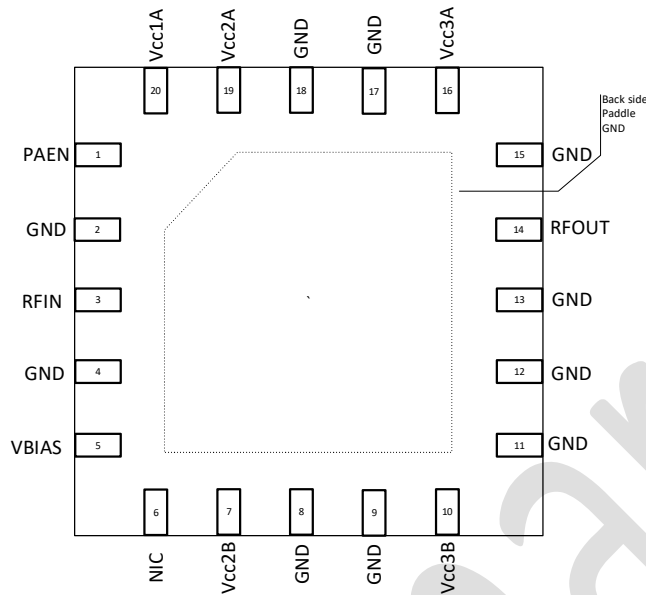 Vcc1A
Vcc2A
GND
GND
Vcc3A
20
19
18
17
16
Back side
Paddle
GND
PAEN
1
15
GND
GND
2
14
RFOUT
RFIN
3
13
GND
GND
4
12
GND
VBIAS
5
11
GND
6
7
8
9
10
NIC
Vcc2B
GND
GND
Vcc3B